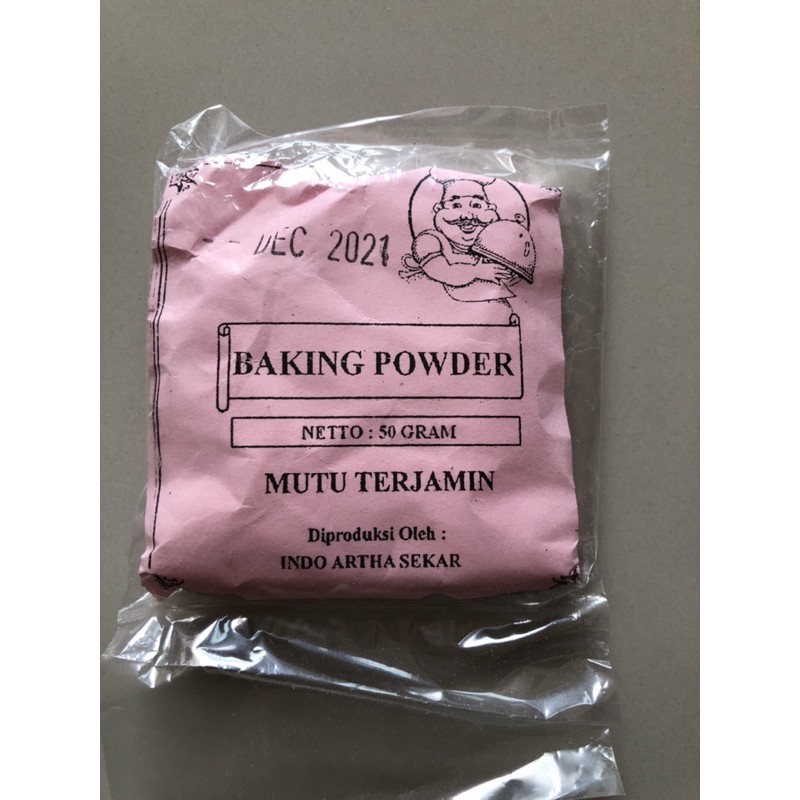 DEC 2021
BAKING POWDER
NETTO : 50 GRAM
MUTU TERJAMIN
Diproduksi Oleh :
INDO ARTHA SEKAR